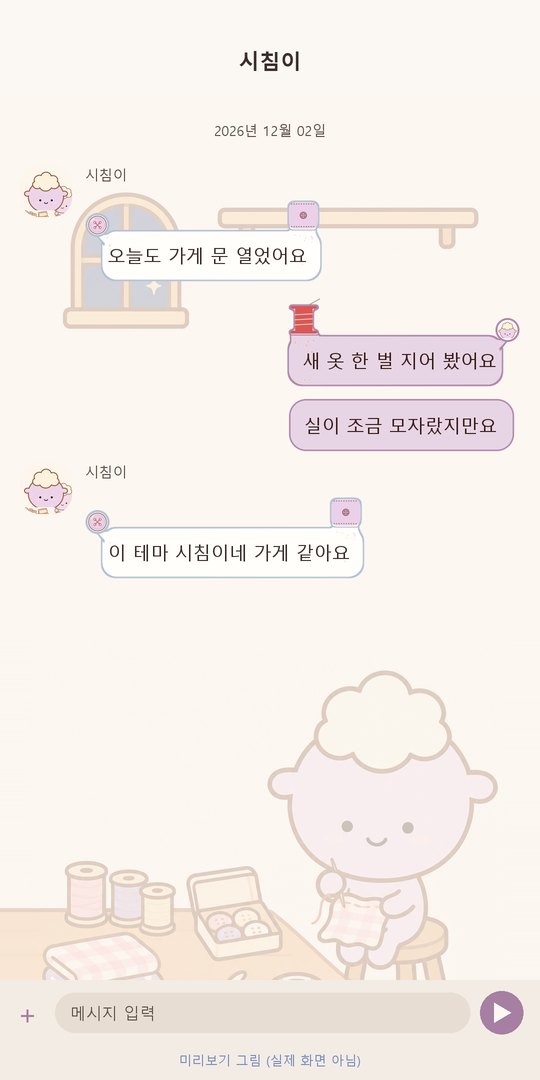 시침이
2026년 12월 02일
시침이
오늘도 가게 문 열었어요
새 옷 한 벌 지어 봤어요
실이 조금 모자랐지만요
시침이
이 테마 시침이네 가게 같아요
메시지 입력
미리보기 그림 (실제 화면 아님)